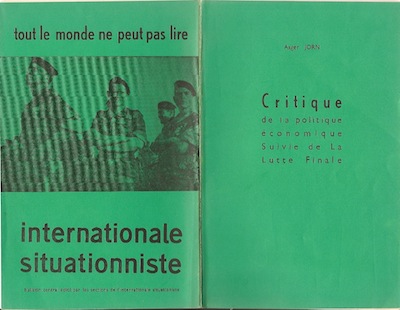 tout le monde ne peut pas lire
internationale
situationniste
Asger JORN
Critique
de la politique
économique
Suivie de La
Lutte Finale